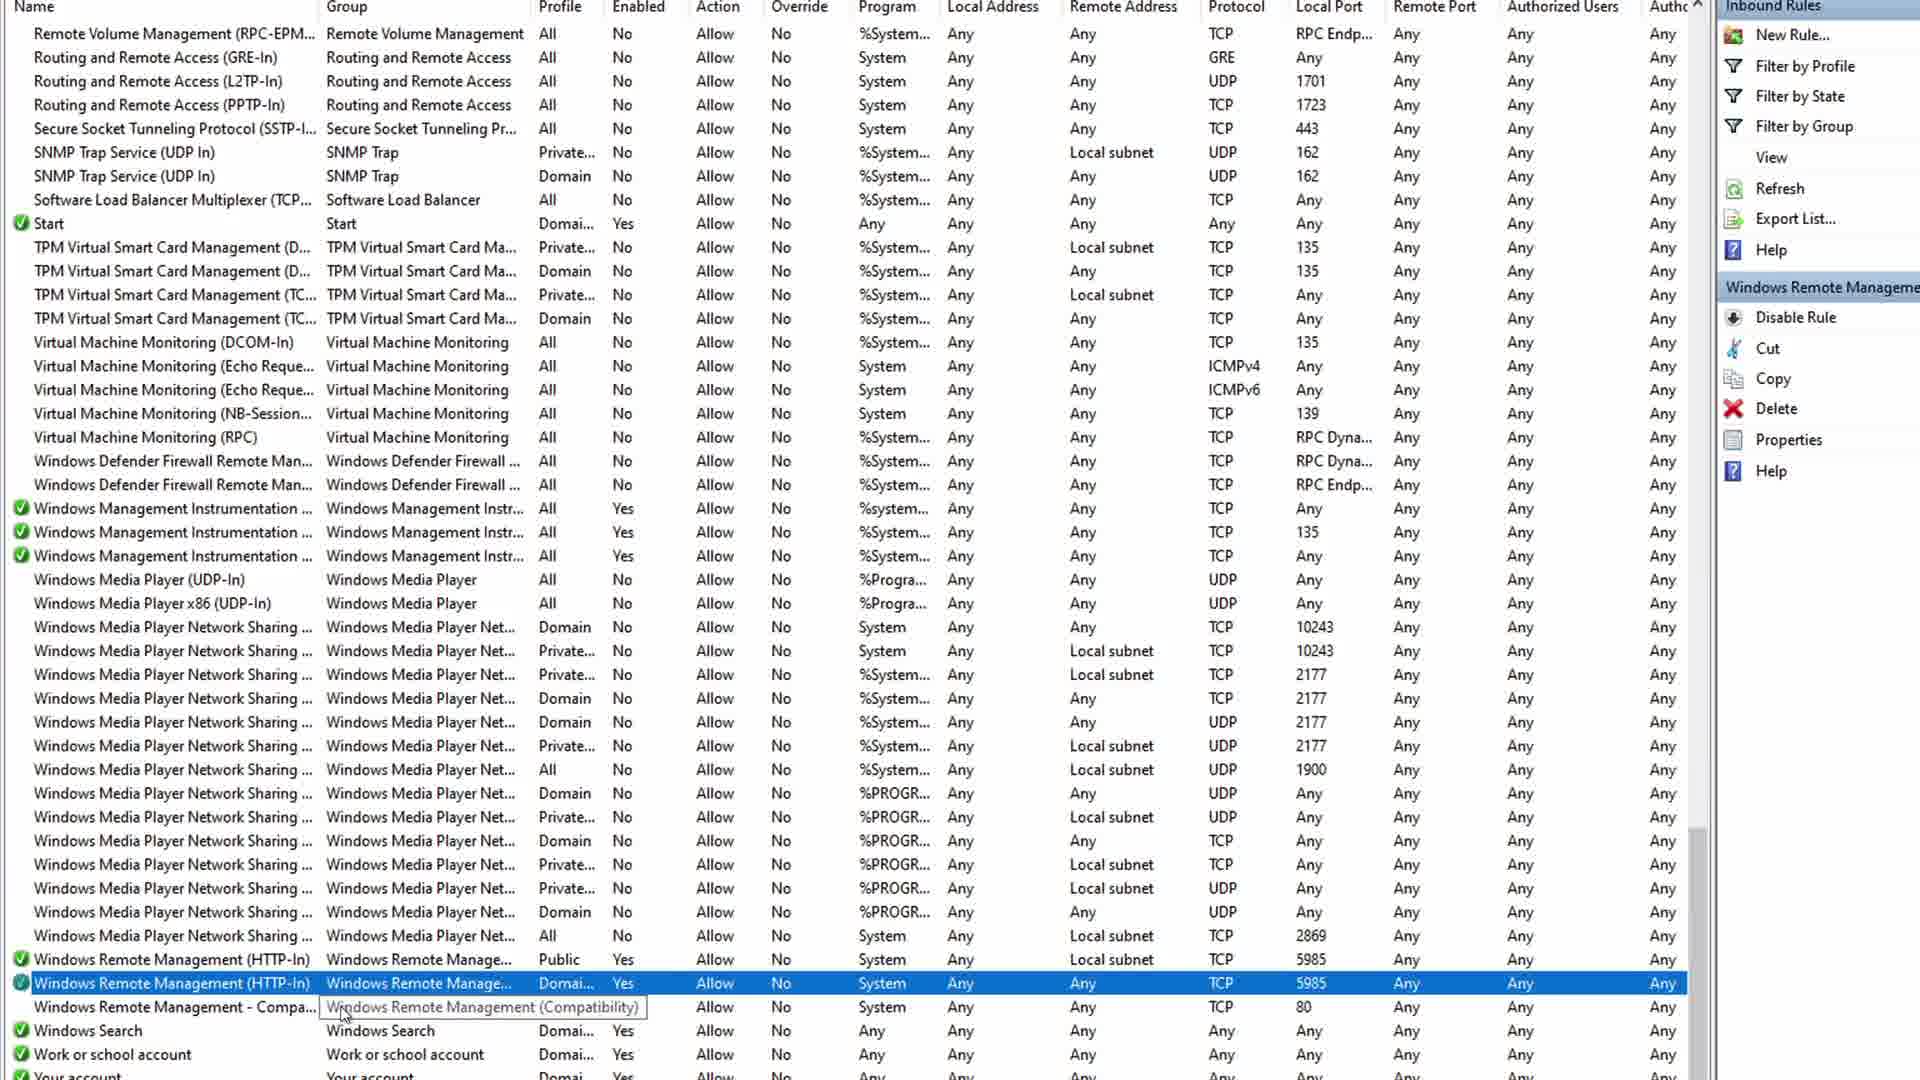 Name Group Profile Enabled Action Override Program Local Address Remote Address Protocol Local Port Remote Port Authorized Users Autho
Remote Volume Management (RPC-EPM... Remote Volume Management All No Allow No %System... Any Any TCP RPC Endp... Any Any Any
Routing and Remote Access (GRE-In) Routing and Remote Access All No Allow No System Any Any GRE Any Any Any Any
Routing and Remote Access (L2TP-In) Routing and Remote Access All No Allow No System Any Any UDP 1701 Any Any Any
Routing and Remote Access (PPTP-In) Routing and Remote Access All No Allow No System Any Any TCP 1723 Any Any Any
Secure Socket Tunneling Protocol (SSTP-I... Secure Socket Tunneling Pr... All No Allow No System Any Any TCP 443 Any Any Any
SNMP Trap Service (UDP In) SNMP Trap Private... No Allow No %System... Any Local subnet UDP 162 Any Any Any
SNMP Trap Service (UDP In) SNMP Trap Domain No Allow No %System... Any Any UDP 162 Any Any Any
Software Load Balancer Multiplexer (TCP... Software Load Balancer All No Allow No %System... Any Any TCP Any Any Any Any
Start Start Domai... Yes Allow No Any Any Any Any Any Any Any Any
TPM Virtual Smart Card Management (D... TPM Virtual Smart Card Ma... Private... No Allow No %System... Any Local subnet TCP 135 Any Any Any
TPM Virtual Smart Card Management (D... TPM Virtual Smart Card Ma... Domain No Allow No %System... Any Any TCP 135 Any Any Any
TPM Virtual Smart Card Management (TC... TPM Virtual Smart Card Ma... Private... No Allow No %System... Any Local subnet TCP Any Any Any Any
TPM Virtual Smart Card Management (TC... TPM Virtual Smart Card Ma... Domain No Allow No %System... Any Any TCP Any Any Any Any
Virtual Machine Monitoring (DCOM-In) Virtual Machine Monitoring All No Allow No %System... Any Any TCP 135 Any Any Any
Virtual Machine Monitoring (Echo Reque... Virtual Machine Monitoring All No Allow No System Any Any ICMPv4 Any Any Any Any
Virtual Machine Monitoring (Echo Reque... Virtual Machine Monitoring All No Allow No System Any Any ICMPv6 Any Any Any Any
Virtual Machine Monitoring (NB-Session... Virtual Machine Monitoring All No Allow No System Any Any TCP 139 Any Any Any
Virtual Machine Monitoring (RPC) Virtual Machine Monitoring All No Allow No %System... Any Any TCP RPC Dyna... Any Any Any
Windows Defender Firewall Remote Man... Windows Defender Firewall ... All No Allow No %System... Any Any TCP RPC Dyna... Any Any Any
Windows Defender Firewall Remote Man... Windows Defender Firewall ... All No Allow No %System... Any Any TCP RPC Endp... Any Any Any
Windows Management Instrumentation ... Windows Management Instr... All Yes Allow No %system... Any Any TCP Any Any Any Any
Windows Management Instrumentation ... Windows Management Instr... All Yes Allow No %System... Any Any TCP 135 Any Any Any
Windows Management Instrumentation ... Windows Management Instr... All Yes Allow No %System... Any Any TCP Any Any Any Any
Windows Media Player (UDP-In) Windows Media Player All No Allow No %Progra... Any Any UDP Any Any Any Any
Windows Media Player x86 (UDP-In) Windows Media Player All No Allow No %Progra... Any Any UDP Any Any Any Any
Windows Media Player Network Sharing ... Windows Media Player Net... Domain No Allow No System Any Any TCP 10243 Any Any Any
Windows Media Player Network Sharing ... Windows Media Player Net... Private... No Allow No System Any Local subnet TCP 10243 Any Any Any
Windows Media Player Network Sharing ... Windows Media Player Net... Private... No Allow No %System... Any Local subnet TCP 2177 Any Any Any
Windows Media Player Network Sharing ... Windows Media Player Net... Domain No Allow No %System... Any Any TCP 2177 Any Any Any
Windows Media Player Network Sharing ... Windows Media Player Net... Domain No Allow No %System... Any Any UDP 2177 Any Any Any
Windows Media Player Network Sharing ... Windows Media Player Net... Private... No Allow No %System... Any Local subnet UDP 2177 Any Any Any
Windows Media Player Network Sharing ... Windows Media Player Net... All No Allow No %System... Any Local subnet UDP 1900 Any Any Any
Windows Media Player Network Sharing ... Windows Media Player Net... Domain No Allow No %PROGR... Any Any UDP Any Any Any Any
Windows Media Player Network Sharing ... Windows Media Player Net... Private... No Allow No %PROGR... Any Local subnet UDP Any Any Any Any
Windows Media Player Network Sharing ... Windows Media Player Net... Domain No Allow No %PROGR... Any Any TCP Any Any Any Any
Windows Media Player Network Sharing ... Windows Media Player Net... Private... No Allow No %PROGR... Any Local subnet TCP Any Any Any Any
Windows Media Player Network Sharing ... Windows Media Player Net... Private... No Allow No %PROGR... Any Local subnet UDP Any Any Any Any
Windows Media Player Network Sharing ... Windows Media Player Net... Domain No Allow No %PROGR... Any Any UDP Any Any Any Any
Windows Media Player Network Sharing ... Windows Media Player Net... All No Allow No System Any Local subnet TCP 2869 Any Any Any
Windows Remote Management (HTTP-In) Windows Remote Manage... Public Yes Allow No System Any Local subnet TCP 5985 Any Any Any
Windows Remote Management (HTTP-In) Windows Remote Manage... Domai... Yes Allow No System Any Any TCP 5985 Any Any Any
Windows Remote Management - Compa... Windows Remote Management (Compatibility) Allow No System Any Any TCP 80 Any Any Any
Windows Search Windows Search Domai... Yes Allow No Any Any Any Any Any Any Any Any
Work or school account Work or school account Domai... Yes Allow No Any Any Any Any Any Any Any Any
Your account Your account Domai... Yes Allow No Any Any Any Any Any Any Any Any
Inbound Rules
New Rule...
Filter by Profile
Filter by State
Filter by Group
View
Refresh
Export List...
Help
Windows Remote Manageme
Disable Rule
Cut
Copy
Delete
Properties
Help